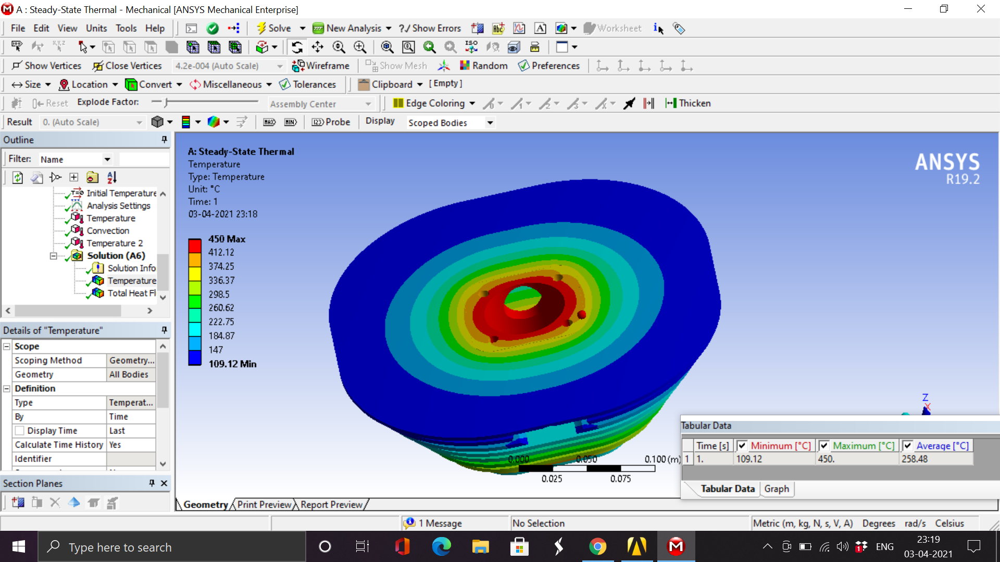 A : Steady-State Thermal - Mechanical [ANSYS Mechanical Enterprise]
File Edit View Units Tools Help Solve New Analysis ?/ Show Errors Worksheet
Show Vertices Close Vertices 4.2e-004 (Auto Scale) Wireframe Show Mesh Random Preferences
Size Location Convert Miscellaneous Tolerances Clipboard [ Empty ]
Reset Explode Factor: Assembly Center Edge Coloring Thicken
Result 0. (Auto Scale) MAX MIN Probe Display Scoped Bodies
Outline
Filter: Name
Initial Temperature
Analysis Settings
Temperature
Convection
Temperature 2
Solution (A6)
Solution Info
Temperature
Total Heat Fl
Details of "Temperature"
Scope
Scoping Method Geometry...
Geometry All Bodies
Definition
Type Temperat...
By Time
Display Time Last
Calculate Time History Yes
Identifier
Section Planes
A: Steady-State Thermal
Temperature
Type: Temperature
Unit: °C
Time: 1
03-04-2021 23:18
450 Max
412.12
374.25
336.37
298.5
260.62
222.75
184.87
147
109.12 Min
ANSYS
R19.2
Z
X
0.000 0.050 0.100 (m)
0.025 0.075
Tabular Data
Time [s] Minimum [°C] Maximum [°C] Average [°C]
1 1. 109.12 450. 258.48
Tabular Data Graph
Geometry Print Preview Report Preview
1 Message No Selection Metric (m, kg, N, s, V, A) Degrees rad/s Celsius
Type here to search
ENG
23:19
03-04-2021